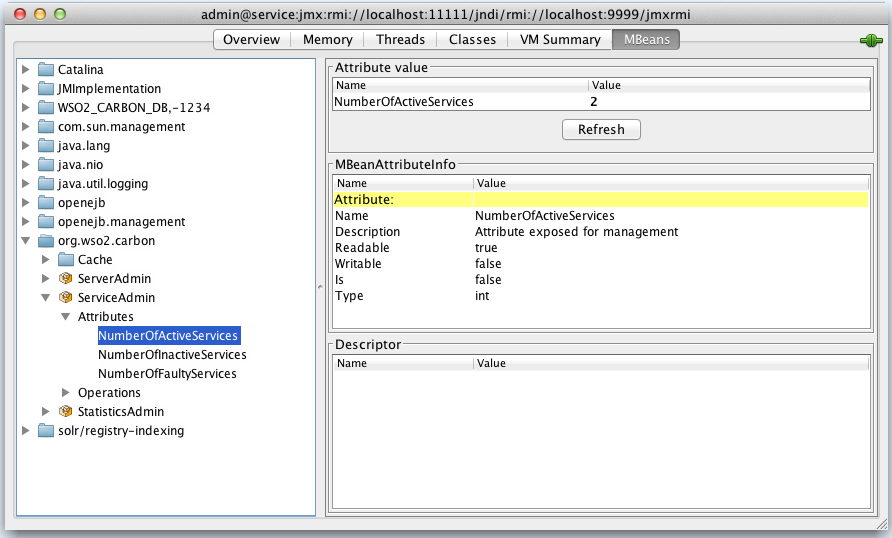 admin@service:jmx:rmi://localhost:11111/jndi/rmi://localhost:9999/jmxrmi
Overview Memory Threads Classes VM Summary MBeans
Catalina
JMImplementation
WSO2_CARBON_DB,-1234
com.sun.management
java.lang
java.nio
java.util.logging
openejb
openejb.management
org.wso2.carbon
Cache
ServerAdmin
ServiceAdmin
Attributes
NumberOfActiveServices
NumberOfInactiveServices
NumberOfFaultyServices
Operations
StatisticsAdmin
solr/registry-indexing
Attribute value
Name Value
NumberOfActiveServices 2
Refresh
MBeanAttributeInfo
Name Value
Attribute:
Name NumberOfActiveServices
Description Attribute exposed for management
Readable true
Writable false
Is false
Type int
Descriptor
Name Value